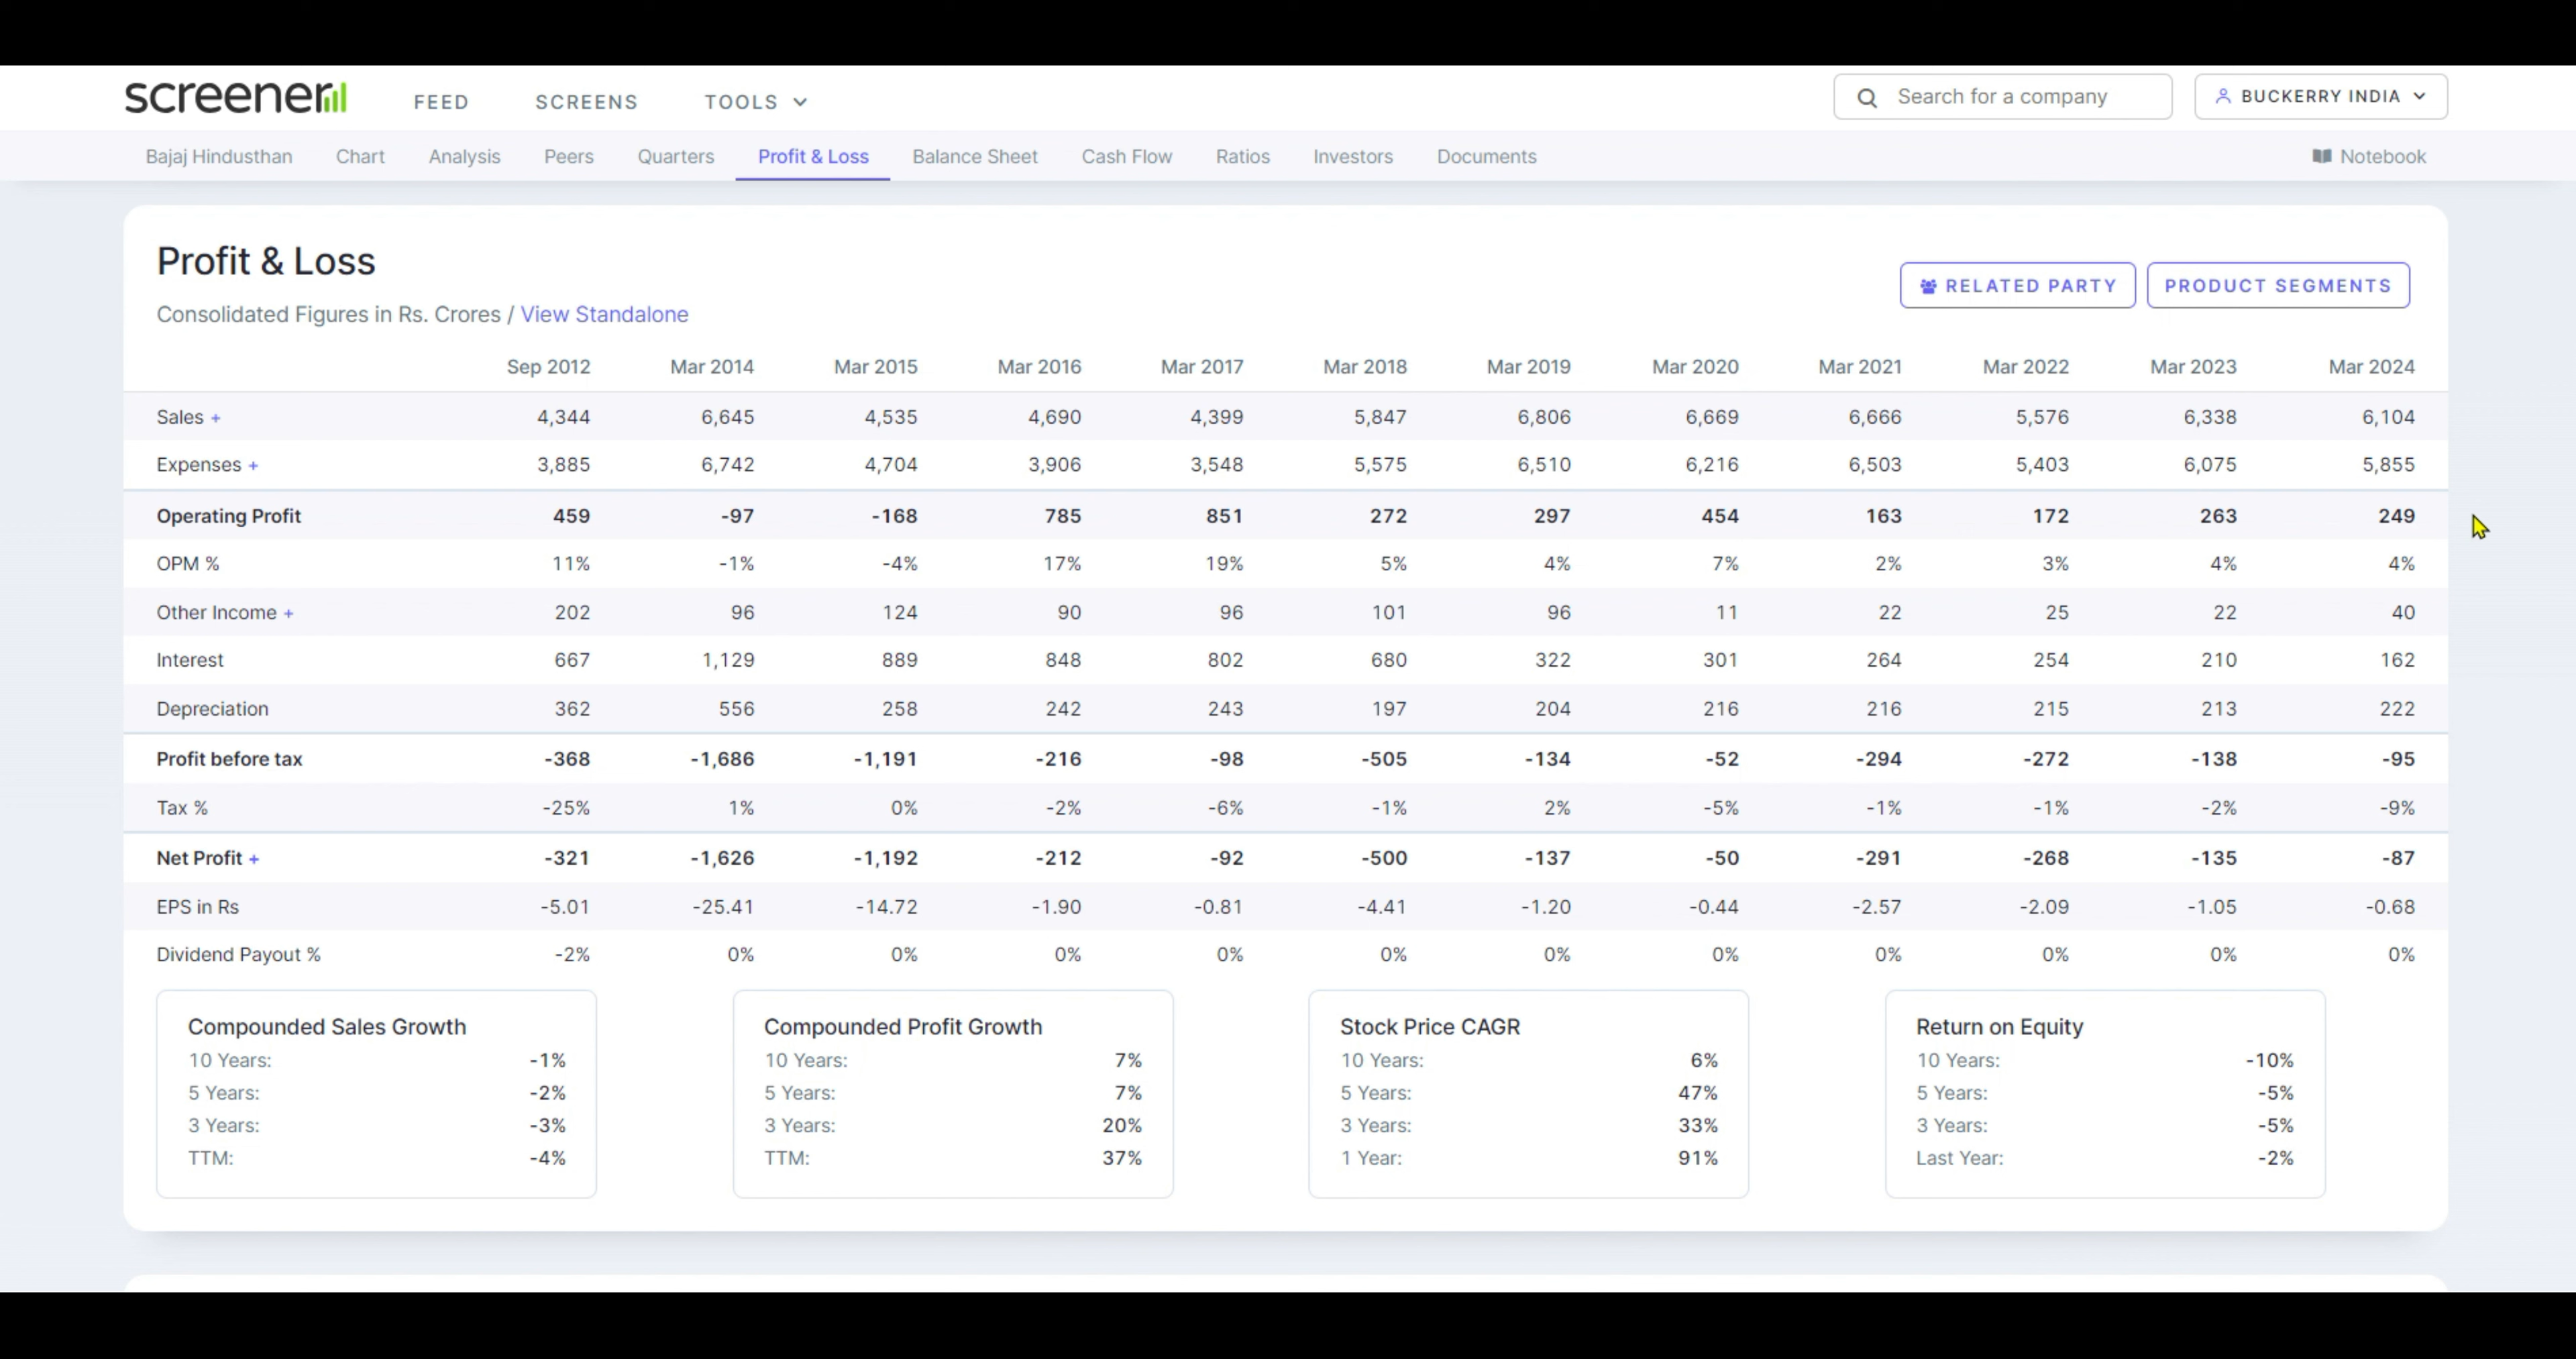 screener FEED SCREENS TOOLS Search for a company BUCKERRY INDIA
Bajaj Hindusthan Chart Analysis Peers Quarters Profit & Loss Balance Sheet Cash Flow Ratios Investors Documents Notebook
Profit & Loss
RELATED PARTY PRODUCT SEGMENTS
Consolidated Figures in Rs. Crores / View Standalone
Sep 2012 Mar 2014 Mar 2015 Mar 2016 Mar 2017 Mar 2018 Mar 2019 Mar 2020 Mar 2021 Mar 2022 Mar 2023 Mar 2024
Sales + 4,344 6,645 4,535 4,690 4,399 5,847 6,806 6,669 6,666 5,576 6,338 6,104
Expenses + 3,885 6,742 4,704 3,906 3,548 5,575 6,510 6,216 6,503 5,403 6,075 5,855
Operating Profit 459 -97 -168 785 851 272 297 454 163 172 263 249
OPM % 11% -1% -4% 17% 19% 5% 4% 7% 2% 3% 4% 4%
Other Income + 202 96 124 90 96 101 96 11 22 25 22 40
Interest 667 1,129 889 848 802 680 322 301 264 254 210 162
Depreciation 362 556 258 242 243 197 204 216 216 215 213 222
Profit before tax -368 -1,686 -1,191 -216 -98 -505 -134 -52 -294 -272 -138 -95
Tax % -25% 1% 0% -2% -6% -1% 2% -5% -1% -1% -2% -9%
Net Profit + -321 -1,626 -1,192 -212 -92 -500 -137 -50 -291 -268 -135 -87
EPS in Rs -5.01 -25.41 -14.72 -1.90 -0.81 -4.41 -1.20 -0.44 -2.57 -2.09 -1.05 -0.68
Dividend Payout % -2% 0% 0% 0% 0% 0% 0% 0% 0% 0% 0% 0%
Compounded Sales Growth
10 Years: -1%
5 Years: -2%
3 Years: -3%
TTM: -4%
Compounded Profit Growth
10 Years: 7%
5 Years: 7%
3 Years: 20%
TTM: 37%
Stock Price CAGR
10 Years: 6%
5 Years: 47%
3 Years: 33%
1 Year: 91%
Return on Equity
10 Years: -10%
5 Years: -5%
3 Years: -5%
Last Year: -2%